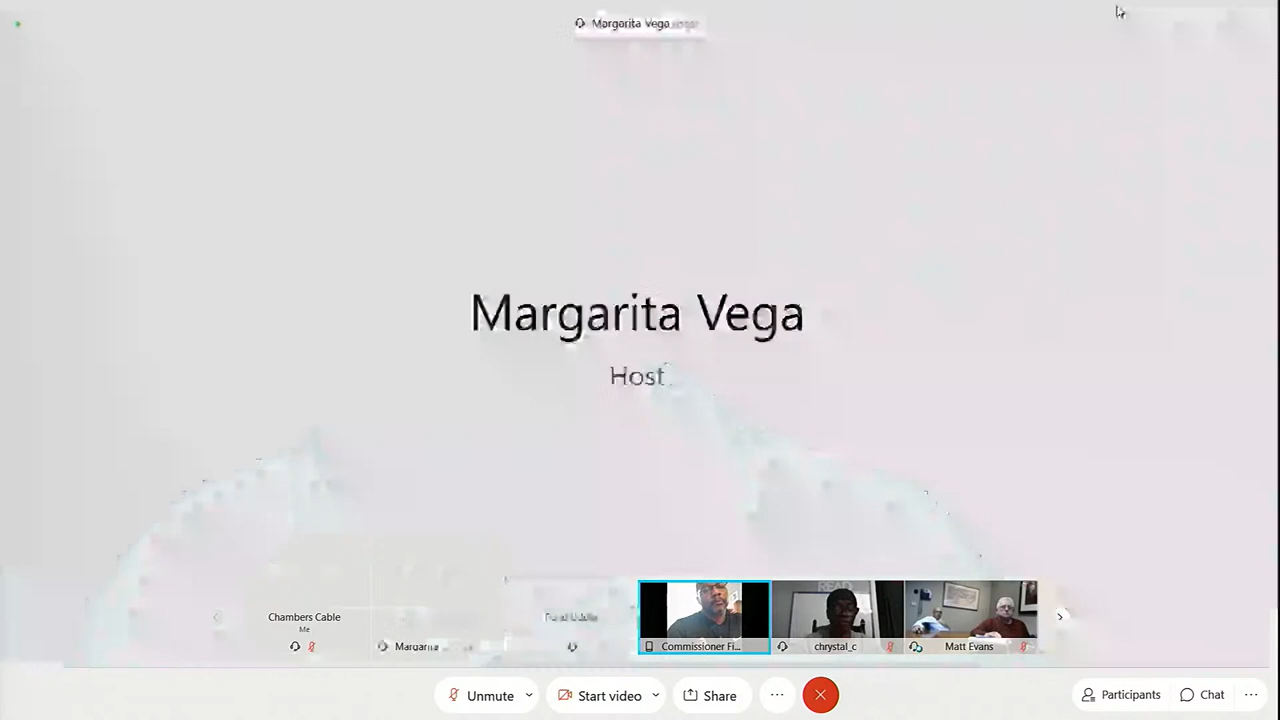 Margarita Vega
Margarita Vega
Host
Chambers Cable
Me
Commissioner Fi...
chrystal_c
Matt Evans
READ
Unmute
Start video
Share
Participants
Chat